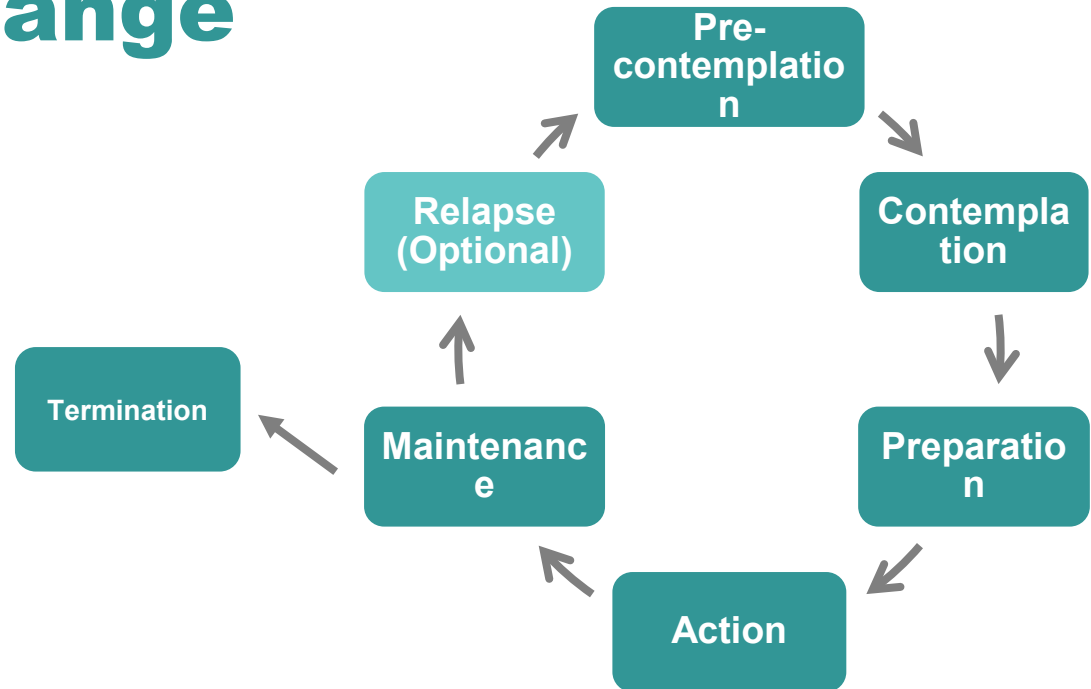 ange
Pre-
contemplatio
n
Relapse
(Optional)
Contempla
tion
Termination
Maintenanc
e
Preparatio
n
Action